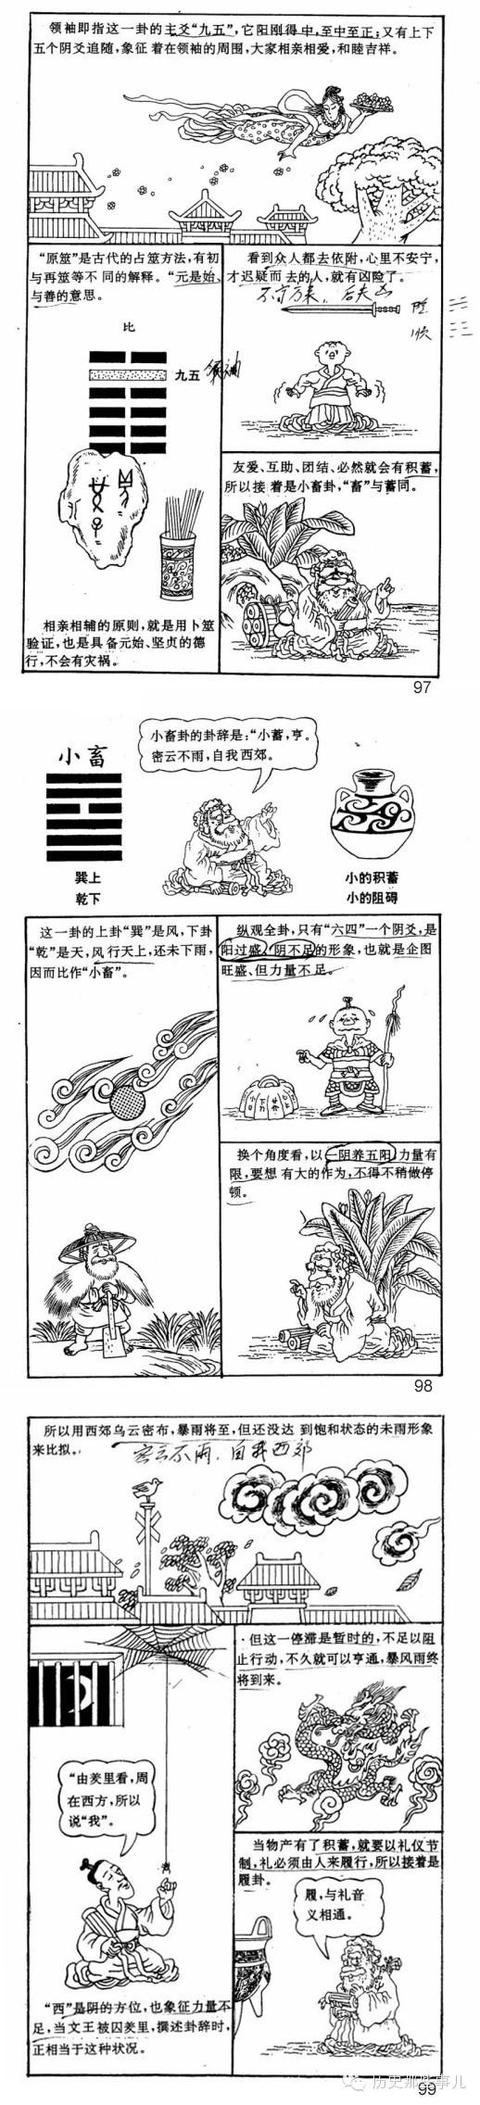 领袖即指这一卦的主爻“九五”，它阳刚得中，至中至正；又有上下
五个阴爻追随，象征着在领袖的周围，大家相亲相爱，和睦吉祥。
“原筮”是古代的占筮方法，有初
与再筮等不同的解释。“元是始、
与善的意思。
比
九五
领袖
相亲相辅的原则，就是用卜筮
验证，也是具备元始、坚贞的德
行，不会有灾祸。
看到众人都去依附，心里不安宁，
才迟疑而去的人，就有凶险了。
不宁方来，后夫凶
险 ☵
顺 ☷
友爱、互助、团结、必然就会有积蓄，
所以接着是小畜卦，“畜”与蓄同。
97
小畜
巽上
乾下
小畜卦的卦辞是：“小蓄，亨。
密云不雨，自我西郊。
小的积蓄
小的阻碍
这一卦的上卦“巽”是风，下卦
“乾”是天，风行天上，还未下雨，
因而比作“小畜”。
纵观全卦，只有“六四”一个阴爻，是
阳过盛、阴不足的形象，也就是企图
旺盛、但力量不足。
换个角度看，以一阴养五阳，力量有
限，要想有大的作为，不得不稍做停
顿。
98
所以用西郊乌云密布，暴雨将至，但还没达到饱和状态的未雨形象
来比拟。
密云不雨，自我西郊
“由羑里看，周
在西方，所以
说“我”。
“西”是阴的方位，也象征力量不
足，当文王被囚羑里，撰述卦辞时，
正相当于这种状况。
但这一停滞是暂时的，不足以阻
止行动，不久就可以亨通，暴风雨终
将到来。
当物产有了积蓄，就要以礼仪节
制，礼必须由人来履行，所以接着是
履卦。
履，与礼音
义相通。
历史那些事儿
99